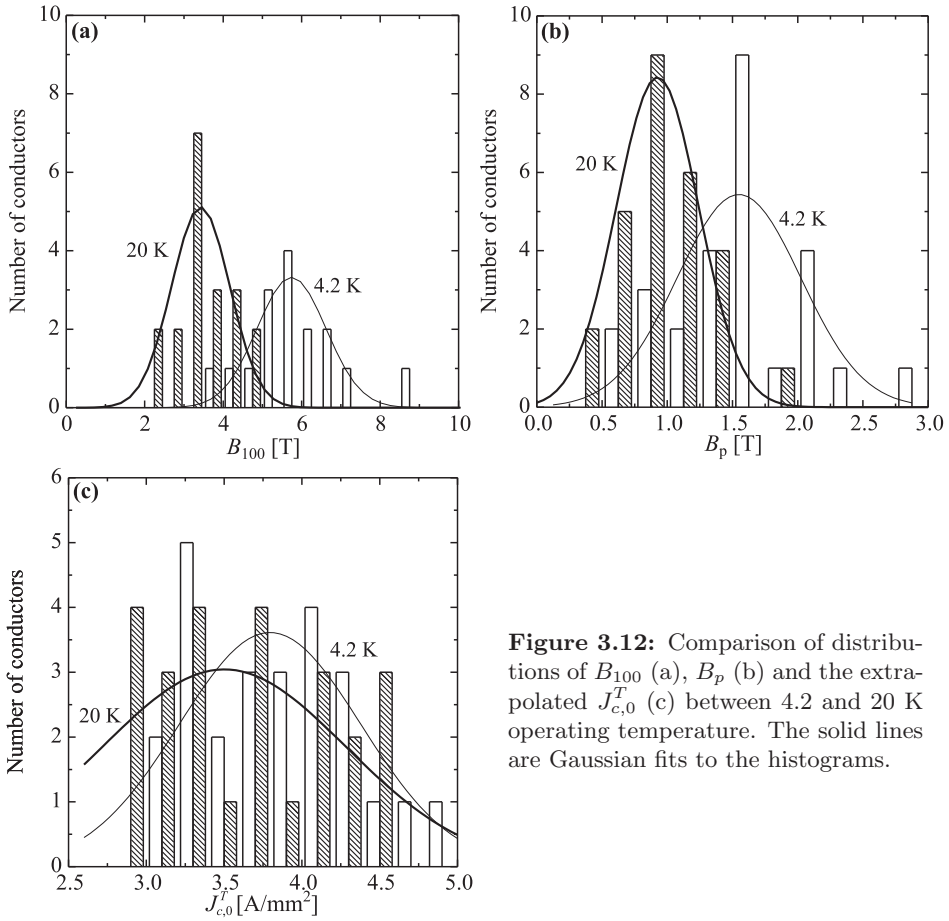 (a)
10
8
6
4
2
0
Number of conductors
20 K
4.2 K
0 2 4 6 8 10
B100 [T]
(b)
10
8
6
4
2
0
Number of conductors
20 K
4.2 K
0.0 0.5 1.0 1.5 2.0 2.5 3.0
Bp [T]
(c)
6
5
4
3
2
1
0
Number of conductors
20 K
4.2 K
2.5 3.0 3.5 4.0 4.5 5.0
J^T_c,0 [A/mm²]
Figure 3.12: Comparison of distribu-
tions of B100 (a), Bp (b) and the extra-
polated J^T_c,0 (c) between 4.2 and 20 K
operating temperature. The solid lines
are Gaussian fits to the histograms.